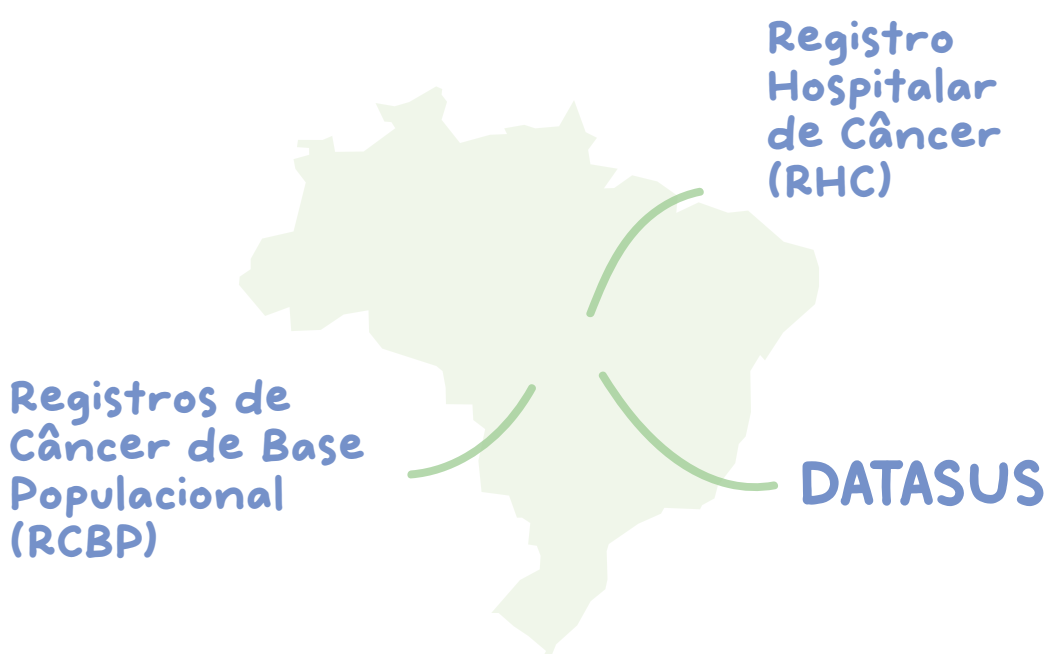 Registro
Hospitalar
de Câncer
(RHC)
Registros de
Câncer de Base
Populacional
(RCBP)
DATASUS